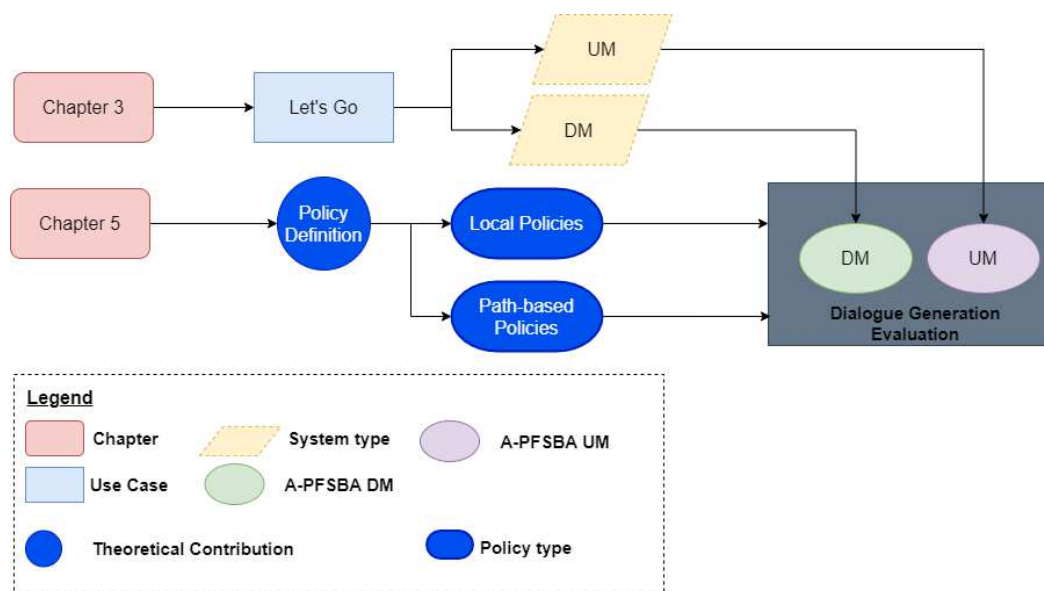 UM
Chapter 3
Let's Go
DM
Chapter 5
Policy
Definition
Local Policies
Path-based
Policies
DM
UM
Dialogue Generation
Evaluation
Legend
Chapter
System type
A-PFSBA UM
Use Case
A-PFSBA DM
Theoretical Contribution
Policy type